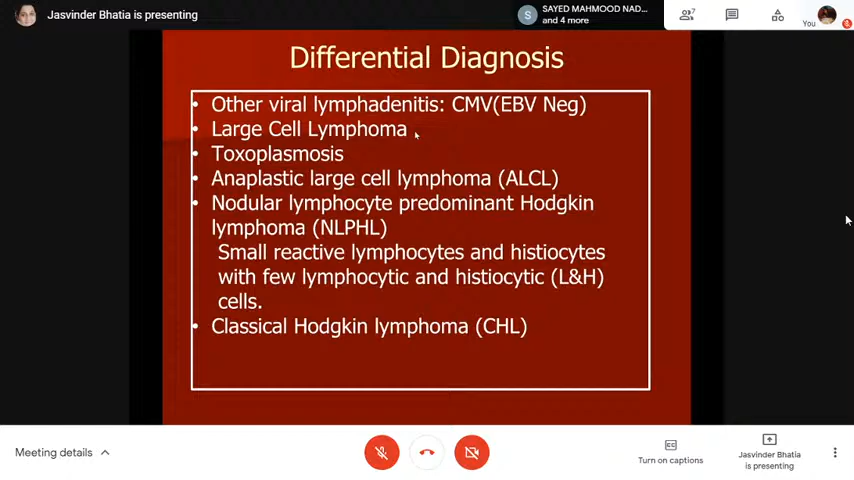 Jasvinder Bhatia is presenting
S
SAYED MAHMOOD NAD...
and 4 more
7
You
Differential Diagnosis
• Other viral lymphadenitis: CMV(EBV Neg)
• Large Cell Lymphoma
• Toxoplasmosis
• Anaplastic large cell lymphoma (ALCL)
• Nodular lymphocyte predominant Hodgkin
lymphoma (NLPHL)
Small reactive lymphocytes and histiocytes
with few lymphocytic and histiocytic (L&H)
cells.
• Classical Hodgkin lymphoma (CHL)
Meeting details
Turn on captions
Jasvinder Bhatia
is presenting